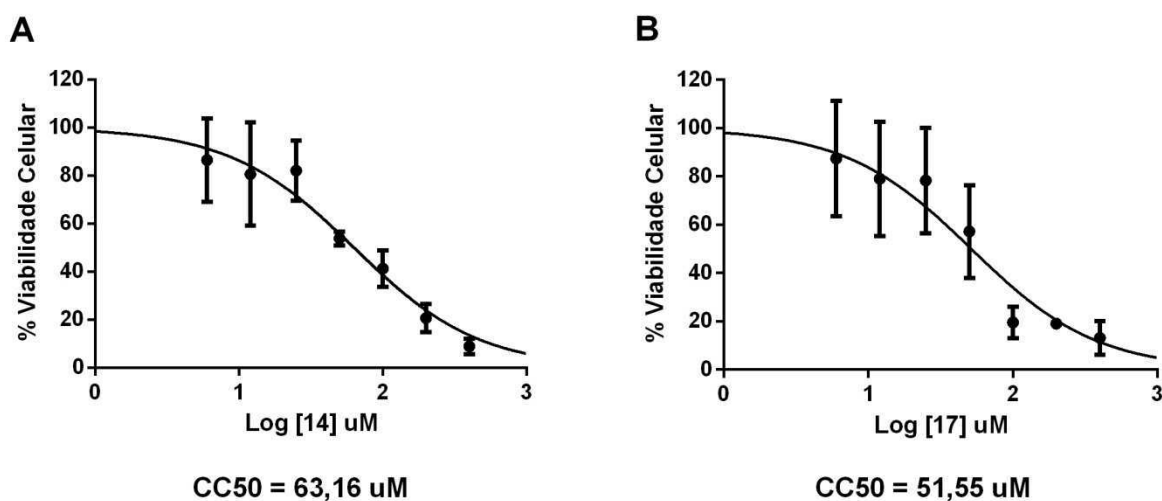 A
% Viabilidade Celular
120
100
80
60
40
20
0
0 1 2 3
Log [14] uM
CC50 = 63,16 uM
B
% Viabilidade Celular
120
100
80
60
40
20
0
0 1 2 3
Log [17] uM
CC50 = 51,55 uM